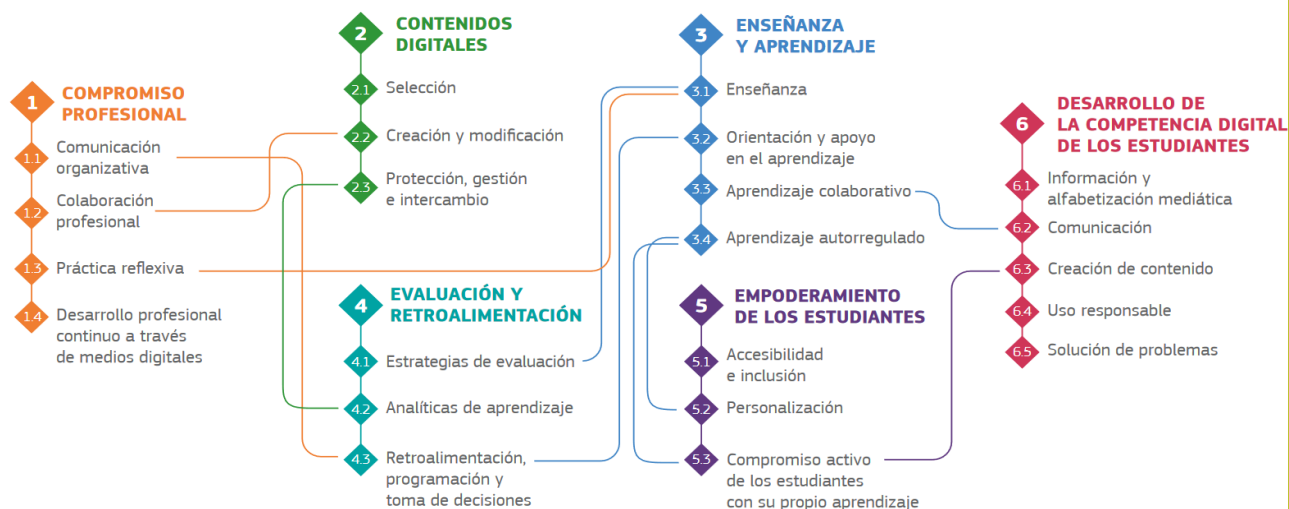 1
COMPROMISO
PROFESIONAL
1.1
Comunicación
organizativa
1.2
Colaboración
profesional
1.3
Práctica reflexiva
1.4
Desarrollo profesional
continuo a través
de medios digitales
2
CONTENIDOS
DIGITALES
2.1
Selección
2.2
Creación y modificación
2.3
Protección, gestión
e intercambio
3
ENSEÑANZA
Y APRENDIZAJE
3.1
Enseñanza
3.2
Orientación y apoyo
en el aprendizaje
3.3
Aprendizaje colaborativo
3.4
Aprendizaje autorregulado
4
EVALUACIÓN Y
RETROALIMENTACIÓN
4.1
Estrategias de evaluación
4.2
Analíticas de aprendizaje
4.3
Retroalimentación,
programación y
toma de decisiones
5
EMPODERAMIENTO
DE LOS ESTUDIANTES
5.1
Accesibilidad
e inclusión
5.2
Personalización
5.3
Compromiso activo
de los estudiantes
con su propio aprendizaje
6
DESARROLLO DE
LA COMPETENCIA DIGITAL
DE LOS ESTUDIANTES
6.1
Información y
alfabetización mediática
6.2
Comunicación
6.3
Creación de contenido
6.4
Uso responsable
6.5
Solución de problemas